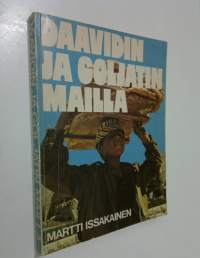 DAAVIDIN
JA GOLJATIN
MAILLA
MARTTI ISSAKAINEN